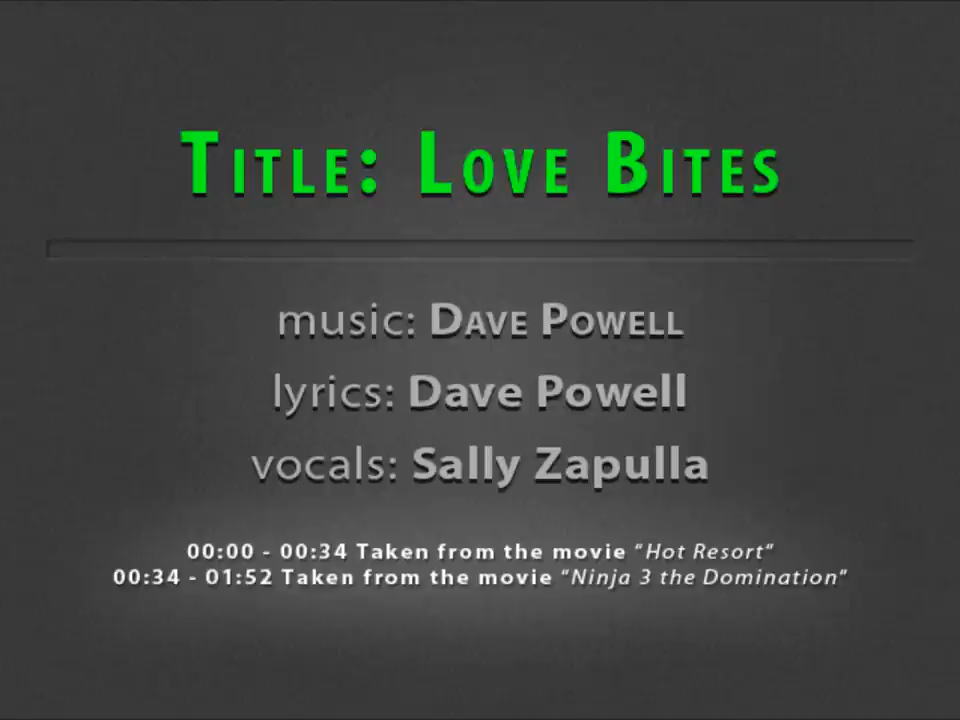 Title: Love Bites
music: Dave Powell
lyrics: Dave Powell
vocals: Sally Zapulla
00:00 - 00:34 Taken from the movie "Hot Resort"
00:34 - 01:52 Taken from the movie "Ninja 3 the Domination"